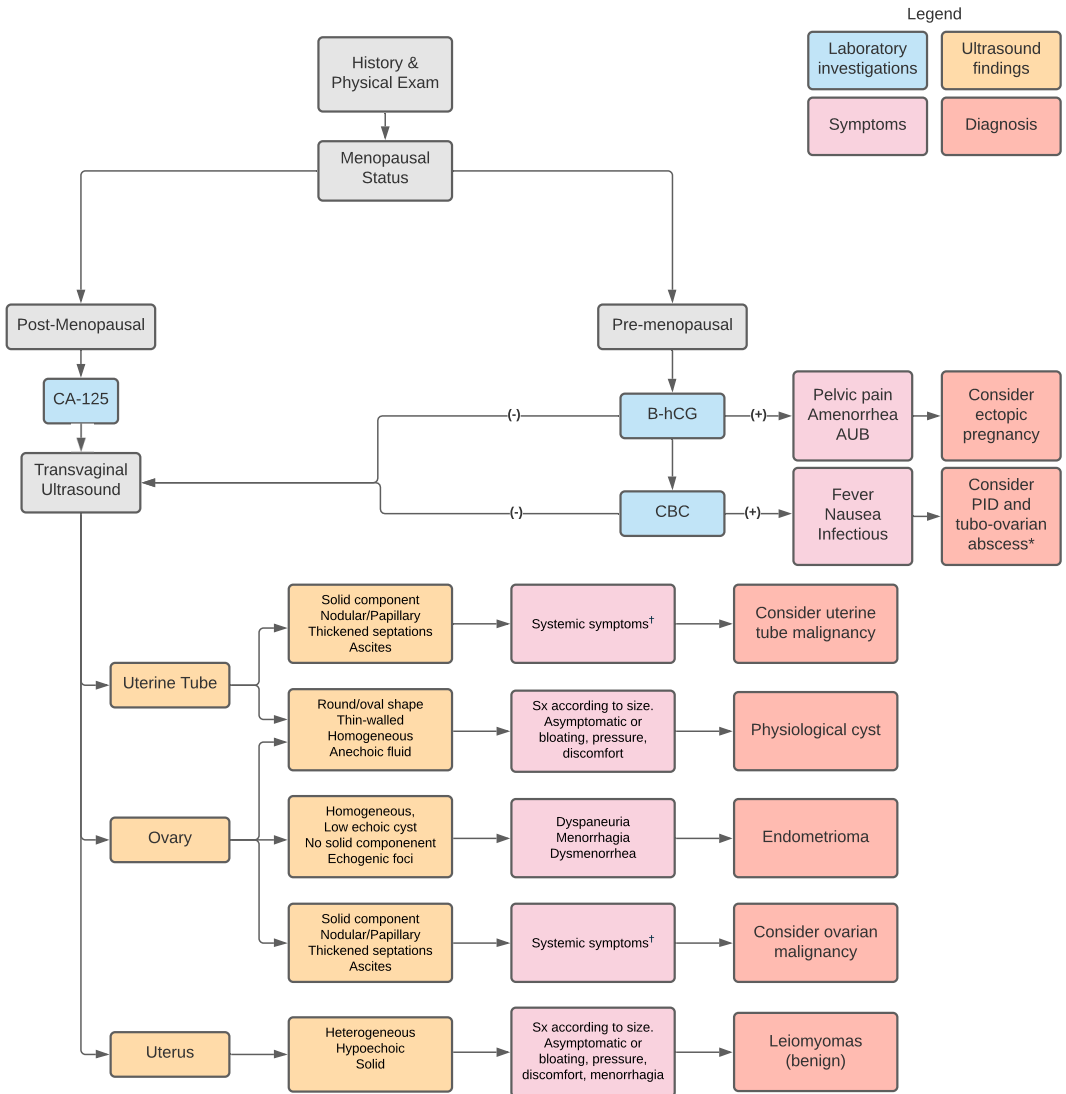 Legend
Laboratory
investigations
Ultrasound
findings
Symptoms
Diagnosis
History &
Physical Exam
Menopausal
Status
Post-Menopausal
Pre-menopausal
CA-125
B-hCG
(-)
(+)
Pelvic pain
Amenorrhea
AUB
Consider
ectopic
pregnancy
Transvaginal
Ultrasound
CBC
(-)
(+)
Fever
Nausea
Infectious
Consider
PID and
tubo-ovarian
abscess*
Uterine Tube
Solid component
Nodular/Papillary
Thickened septations
Ascites
Systemic symptoms†
Consider uterine
tube malignancy
Round/oval shape
Thin-walled
Homogeneous
Anechoic fluid
Sx according to size.
Asymptomatic or
bloating, pressure,
discomfort
Physiological cyst
Ovary
Homogeneous,
Low echoic cyst
No solid componenent
Echogenic foci
Dyspaneuria
Menorrhagia
Dysmenorrhea
Endometrioma
Solid component
Nodular/Papillary
Thickened septations
Ascites
Systemic symptoms†
Consider ovarian
malignancy
Uterus
Heterogeneous
Hypoechoic
Solid
Sx according to size.
Asymptomatic or
bloating, pressure,
discomfort, menorrhagia
Leiomyomas
(benign)